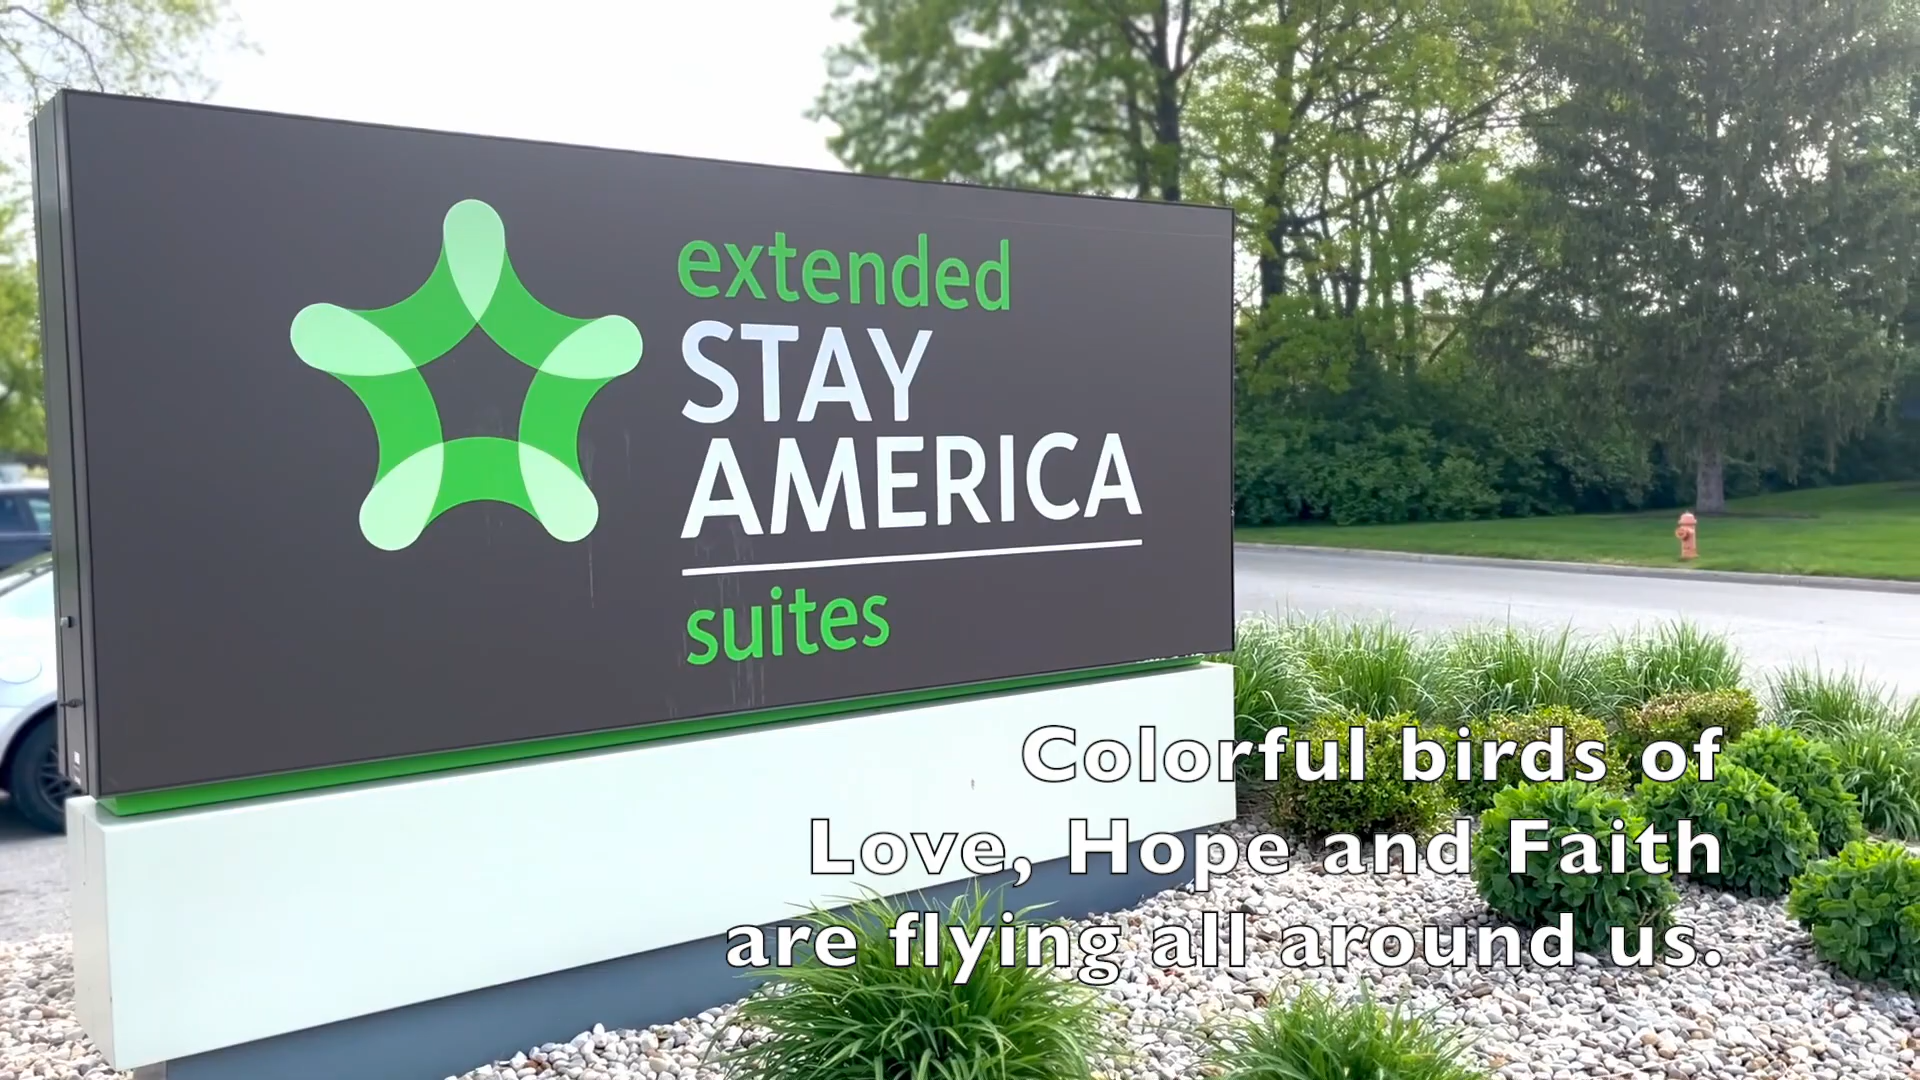 extended
STAY
AMERICA
suites
Colorful birds of
Love, Hope and Faith
are flying all around us.